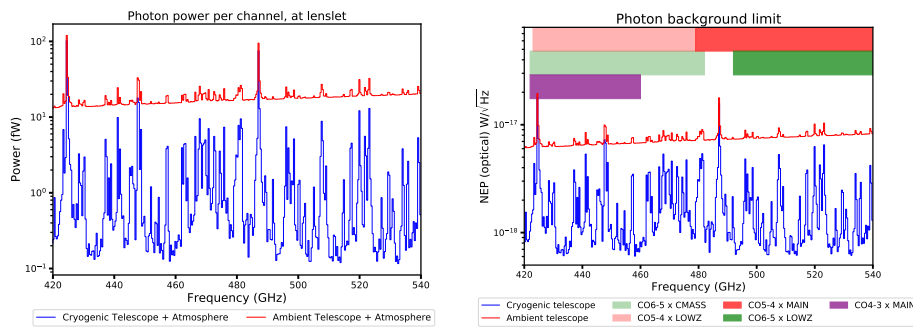 Photon power per channel, at lenslet
10²
10¹
10⁰
10⁻¹
Power (fW)
420 440 460 480 500 520 540
Frequency (GHz)
Cryogenic Telescope + Atmosphere Ambient Telescope + Atmosphere
Photon background limit
10⁻¹⁷
10⁻¹⁸
NEP (optical) W/√Hz
420 440 460 480 500 520 540
Frequency (GHz)
Cryogenic telescope CO6-5 x CMASS CO5-4 x MAIN CO4-3 x MAIN
Ambient telescope CO5-4 x LOWZ CO6-5 x LOWZ